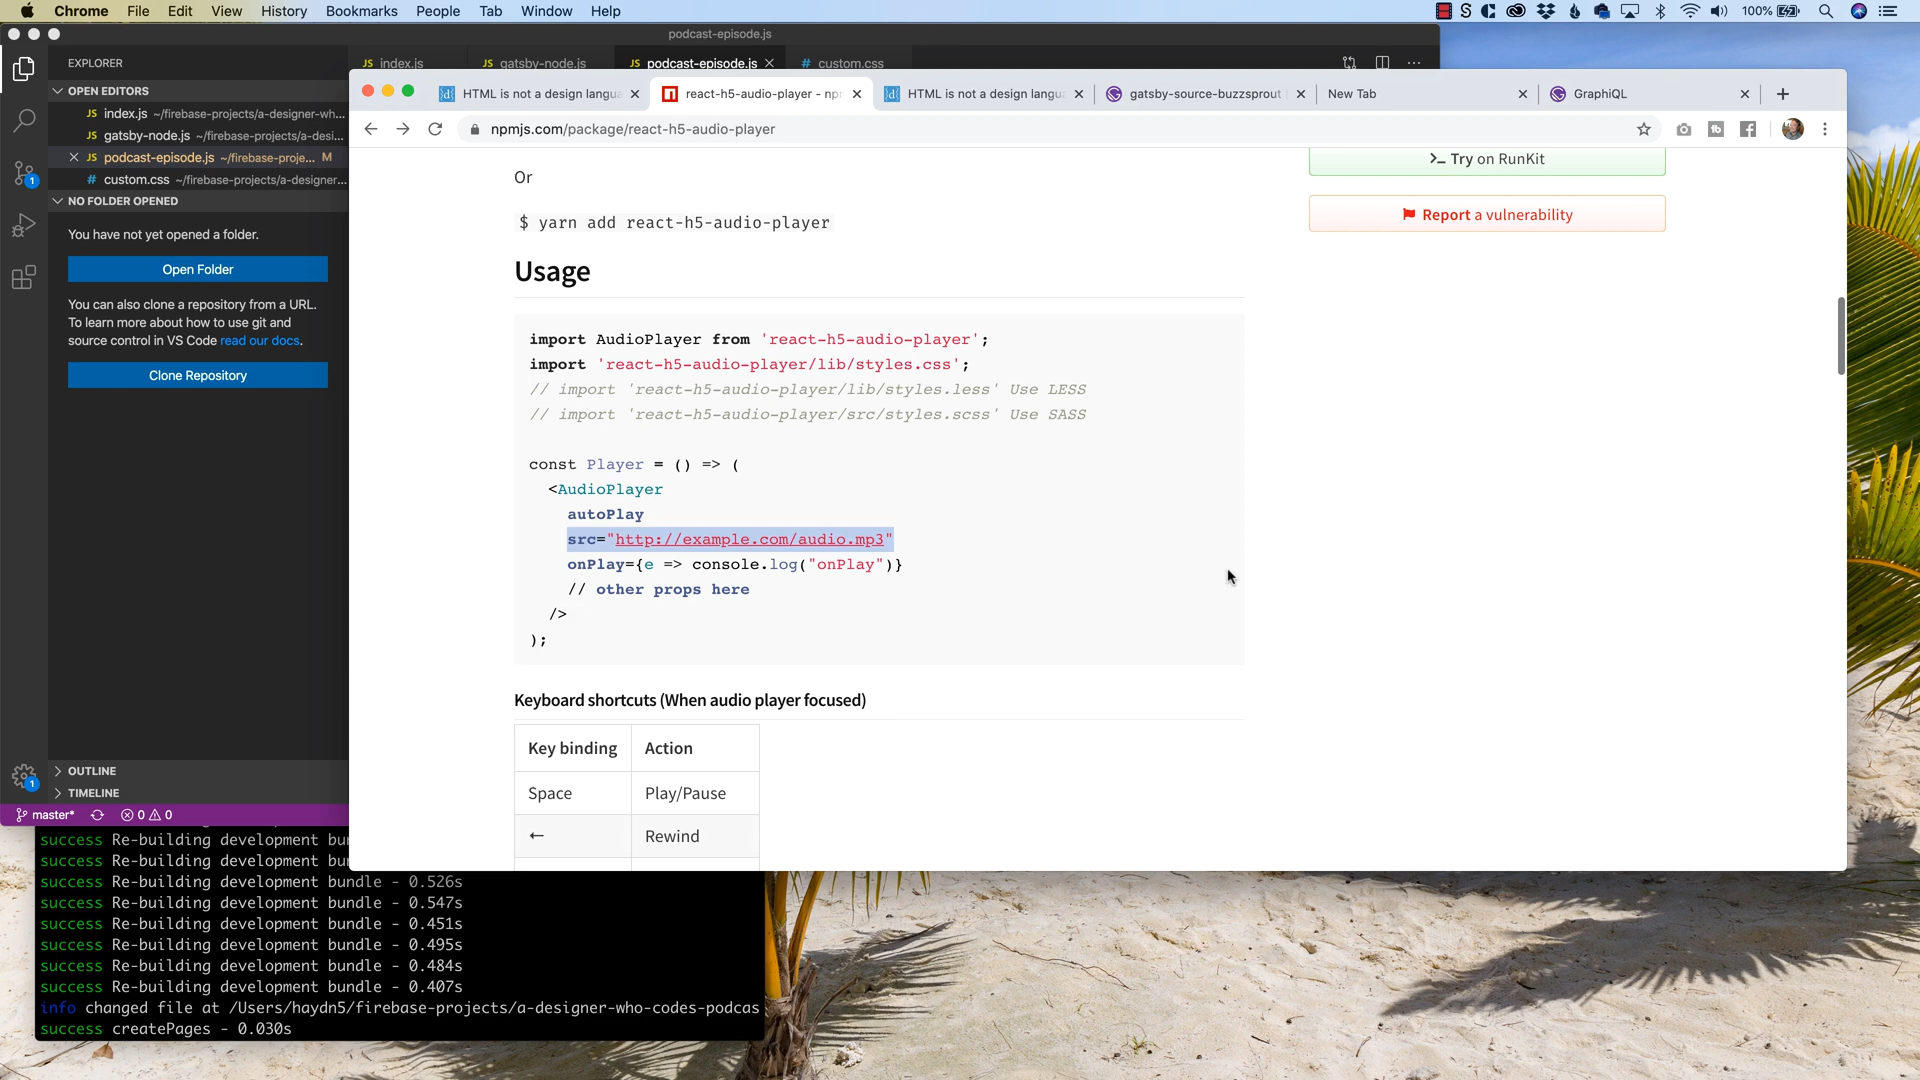 Chrome File Edit View History Bookmarks People Tab Window Help
100%
podcast-episode.js
EXPLORER
JS index.js JS gatsby-node.js JS podcast-episode.js # custom.css
OPEN EDITORS
JS index.js ~/firebase-projects/a-designer-wh...
JS gatsby-node.js ~/firebase-projects/a-desi...
JS podcast-episode.js ~/firebase-proje... M
# custom.css ~/firebase-projects/a-designer...
NO FOLDER OPENED
You have not yet opened a folder.
Open Folder
You can also clone a repository from a URL.
To learn more about how to use git and
source control in VS Code read our docs.
Clone Repository
1
1
OUTLINE
TIMELINE
master* 0 0
HTML is not a design langua
react-h5-audio-player - np
HTML is not a design langua
gatsby-source-buzzsprout
New Tab
GraphiQL
npmjs.com/package/react-h5-audio-player
>_ Try on RunKit
Report a vulnerability
Or
$ yarn add react-h5-audio-player
Usage
import AudioPlayer from 'react-h5-audio-player';
import 'react-h5-audio-player/lib/styles.css';
// import 'react-h5-audio-player/lib/styles.less' Use LESS
// import 'react-h5-audio-player/src/styles.scss' Use SASS
const Player = () => (
<AudioPlayer
autoPlay
src="http://example.com/audio.mp3"
onPlay={e => console.log("onPlay")}
// other props here
/>
);
Keyboard shortcuts (When audio player focused)
Key binding Action
Space Play/Pause
← Rewind
success Re-building development bu
success Re-building development bu
success Re-building development bundle - 0.526s
success Re-building development bundle - 0.547s
success Re-building development bundle - 0.451s
success Re-building development bundle - 0.495s
success Re-building development bundle - 0.484s
success Re-building development bundle - 0.407s
info changed file at /Users/haydn5/firebase-projects/a-designer-who-codes-podcas
success createPages - 0.030s